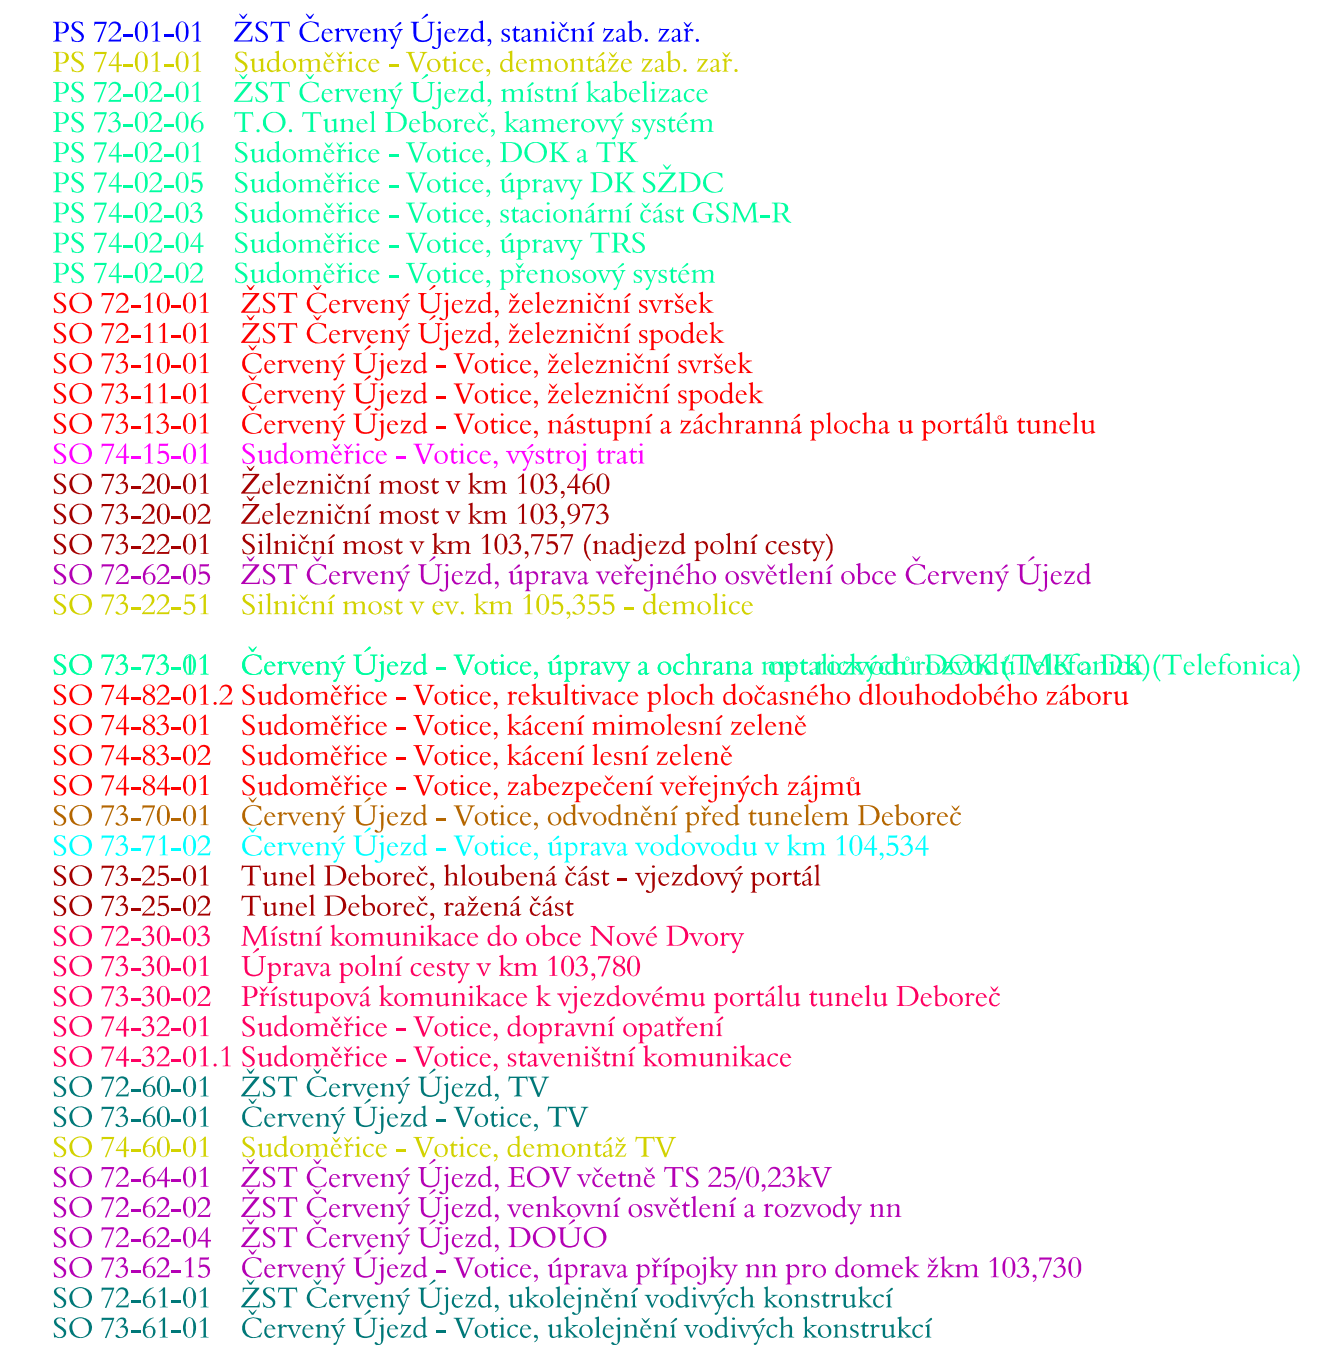 PS 72-01-01 ŽST Červený Újezd, staniční zab. zař.
PS 74-01-01 Sudoměřice - Votice, demontáže zab. zař.
PS 72-02-01 ŽST Červený Újezd, místní kabelizace
PS 73-02-06 T.O. Tunel Deboreč, kamerový systém
PS 74-02-01 Sudoměřice - Votice, DOK a TK
PS 74-02-05 Sudoměřice - Votice, úpravy DK SŽDC
PS 74-02-03 Sudoměřice - Votice, stacionární část GSM-R
PS 74-02-04 Sudoměřice - Votice, úpravy TRS
PS 74-02-02 Sudoměřice - Votice, přenosový systém
SO 72-10-01 ŽST Červený Újezd, železniční svršek
SO 72-11-01 ŽST Červený Újezd, železniční spodek
SO 73-10-01 Červený Újezd - Votice, železniční svršek
SO 73-11-01 Červený Újezd - Votice, železniční spodek
SO 73-13-01 Červený Újezd - Votice, nástupní a záchranná plocha u portálů tunelu
SO 74-15-01 Sudoměřice - Votice, výstroj trati
SO 73-20-01 Železniční most v km 103,460
SO 73-20-02 Železniční most v km 103,973
SO 73-22-01 Silniční most v km 103,757 (nadjezd polní cesty)
SO 72-62-05 ŽST Červený Újezd, úprava veřejného osvětlení obce Červený Újezd
SO 73-22-51 Silniční most v ev. km 105,355 - demolice
SO Červený Újezd - Votice, úpravy a ochrana (Telefonica)
SO 74-82-01.2 Sudoměřice - Votice, rekultivace ploch dočasného dlouhodobého záboru
SO 74-83-01 Sudoměřice - Votice, kácení mimolesní zeleně
SO 74-83-02 Sudoměřice - Votice, kácení lesní zeleně
SO 74-84-01 Sudoměřice - Votice, zabezpečení veřejných zájmů
SO 73-70-01 Červený Újezd - Votice, odvodnění před tunelem Deboreč
SO 73-71-02 Červený Újezd - Votice, úprava vodovodu v km 104,534
SO 73-25-01 Tunel Deboreč, hloubená část - vjezdový portál
SO 73-25-02 Tunel Deboreč, ražená část
SO 72-30-03 Místní komunikace do obce Nové Dvory
SO 73-30-01 Úprava polní cesty v km 103,780
SO 73-30-02 Přístupová komunikace k vjezdovému portálu tunelu Deboreč
SO 74-32-01 Sudoměřice - Votice, dopravní opatření
SO 74-32-01.1 Sudoměřice - Votice, staveništní komunikace
SO 72-60-01 ŽST Červený Újezd, TV
SO 73-60-01 Červený Újezd - Votice, TV
SO 74-60-01 Sudoměřice - Votice, demontáž TV
SO 72-64-01 ŽST Červený Újezd, EOV včetně TS 25/0,23kV
SO 72-62-02 ŽST Červený Újezd, venkovní osvětlení a rozvody nn
SO 72-62-04 ŽST Červený Újezd, DOÚO
SO 73-62-15 Červený Újezd - Votice, úprava přípojky nn pro domek žkm 103,730
SO 72-61-01 ŽST Červený Újezd, ukolejnění vodivých konstrukcí
SO 73-61-01 Červený Újezd - Votice, ukolejnění vodivých konstrukcí